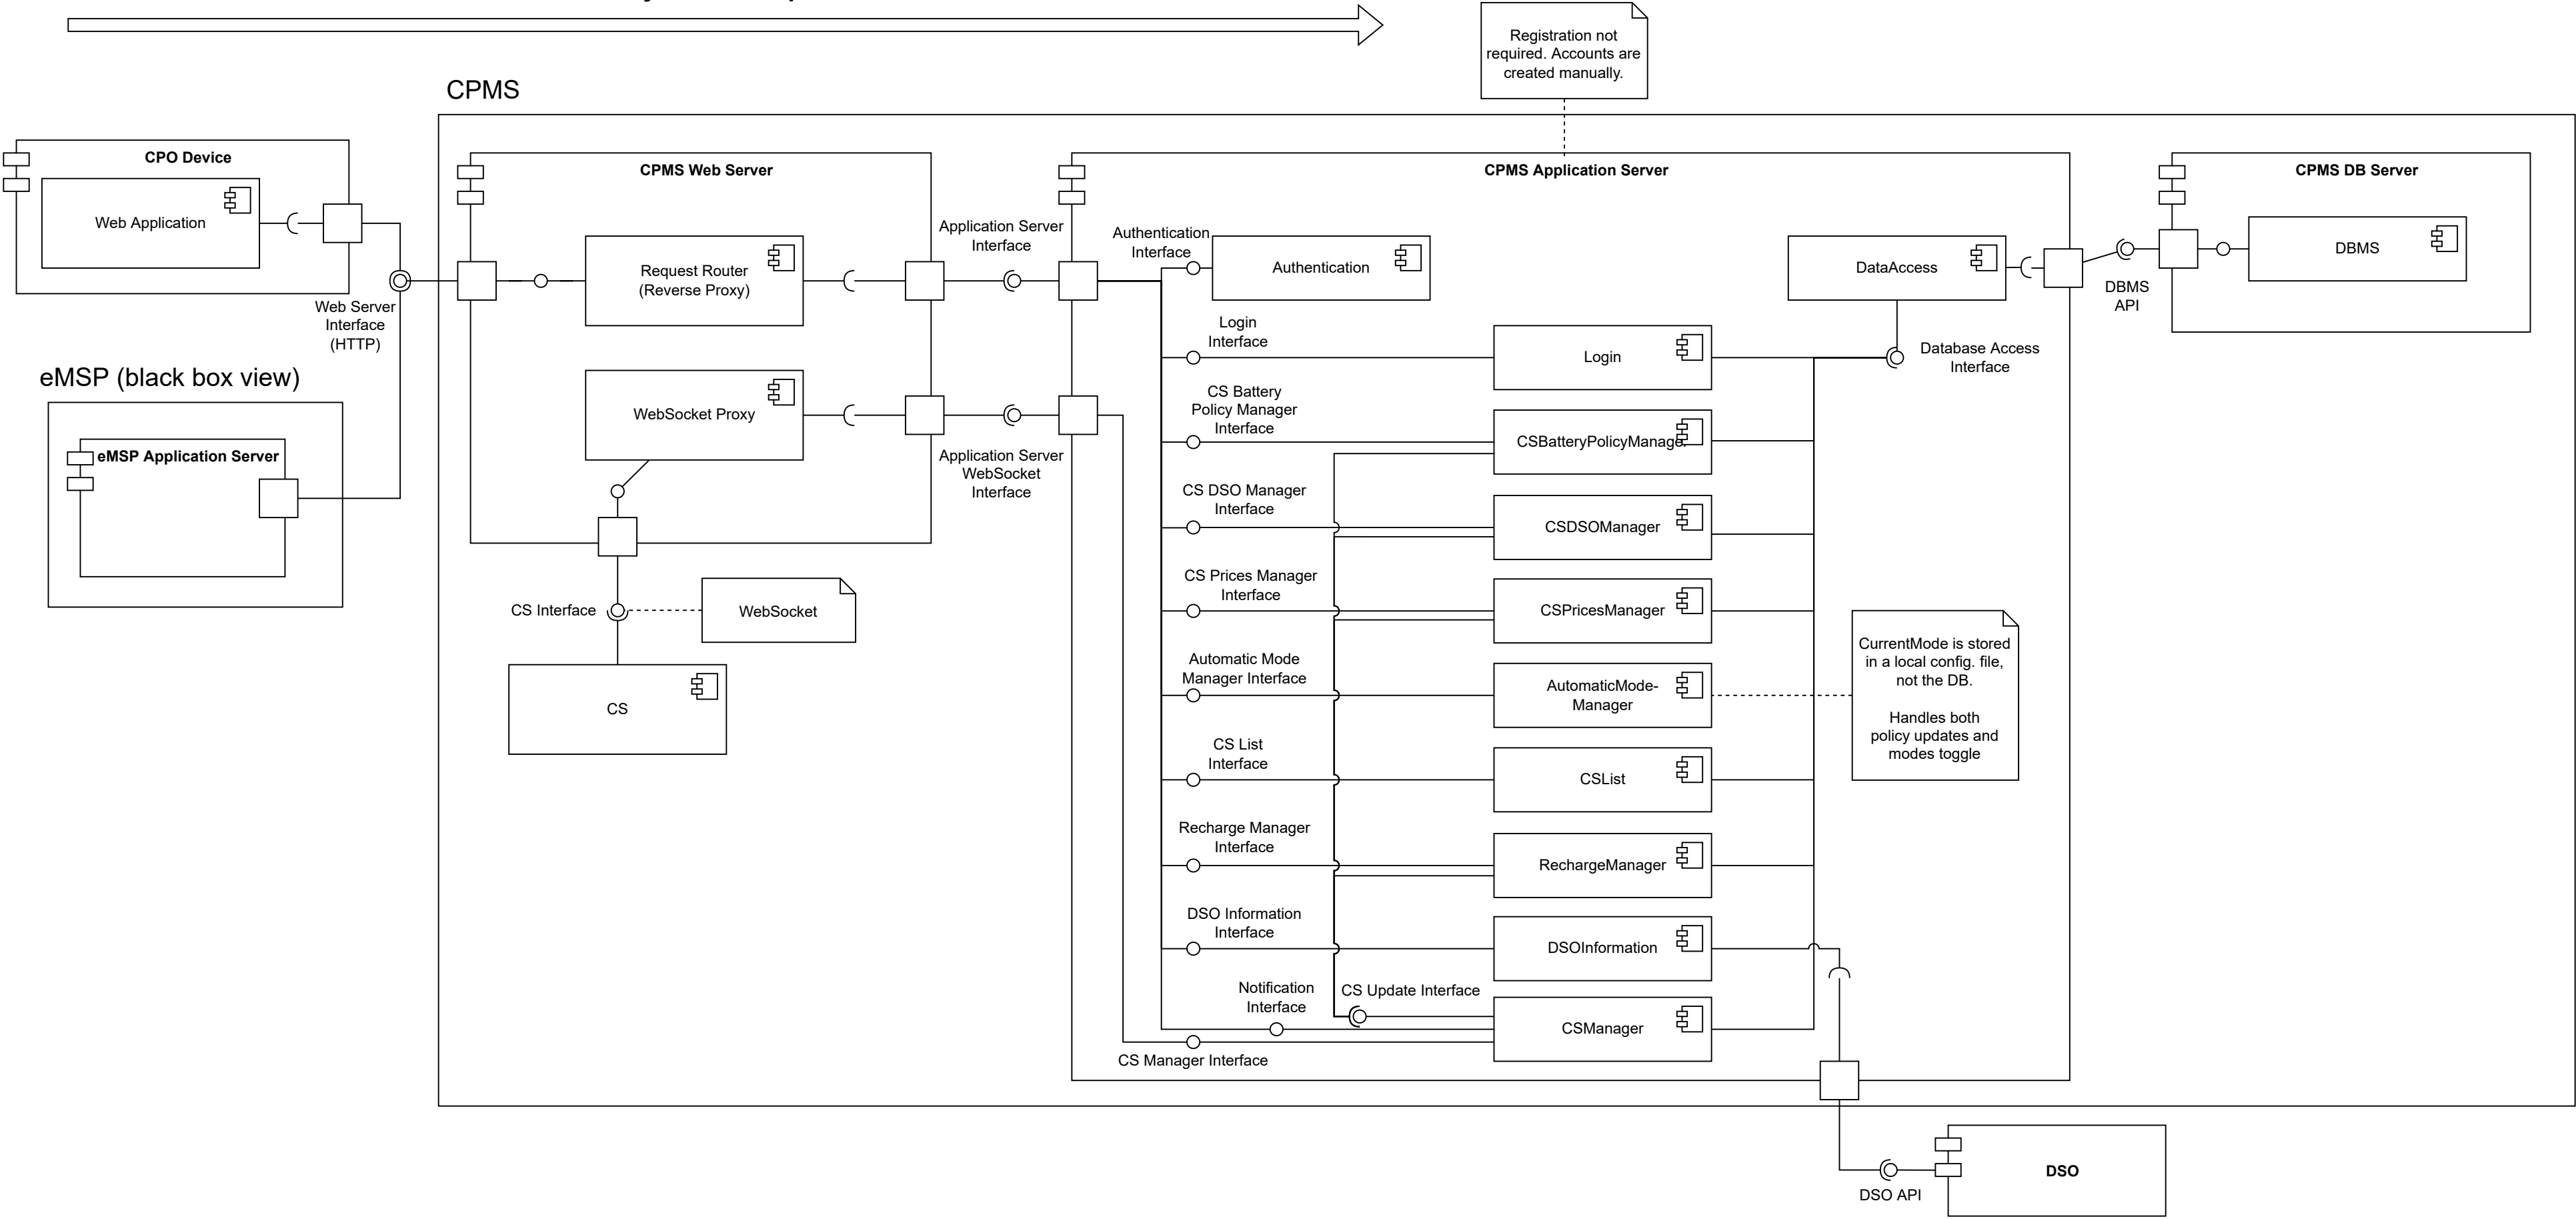 Registration not
required. Accounts are
created manually.
CPMS
CPO Device
Web Application
Web Server
Interface
(HTTP)
eMSP (black box view)
eMSP Application Server
CPMS Web Server
Request Router
(Reverse Proxy)
WebSocket Proxy
CS Interface
WebSocket
CS
Application Server
Interface
Application Server
WebSocket
Interface
CPMS Application Server
Authentication
Interface
Authentication
Login
Interface
Login
CS Battery
Policy Manager
Interface
CSBatteryPolicyManager
CS DSO Manager
Interface
CSDSOManager
CS Prices Manager
Interface
CSPricesManager
Automatic Mode
Manager Interface
AutomaticMode-
Manager
CS List
Interface
CSList
Recharge Manager
Interface
RechargeManager
DSO Information
Interface
DSOInformation
Notification
Interface
CS Update Interface
CSManager
CS Manager Interface
DataAccess
Database Access
Interface
CurrentMode is stored
in a local config. file,
not the DB.
Handles both
policy updates and
modes toggle
DBMS
API
CPMS DB Server
DBMS
DSO API
DSO